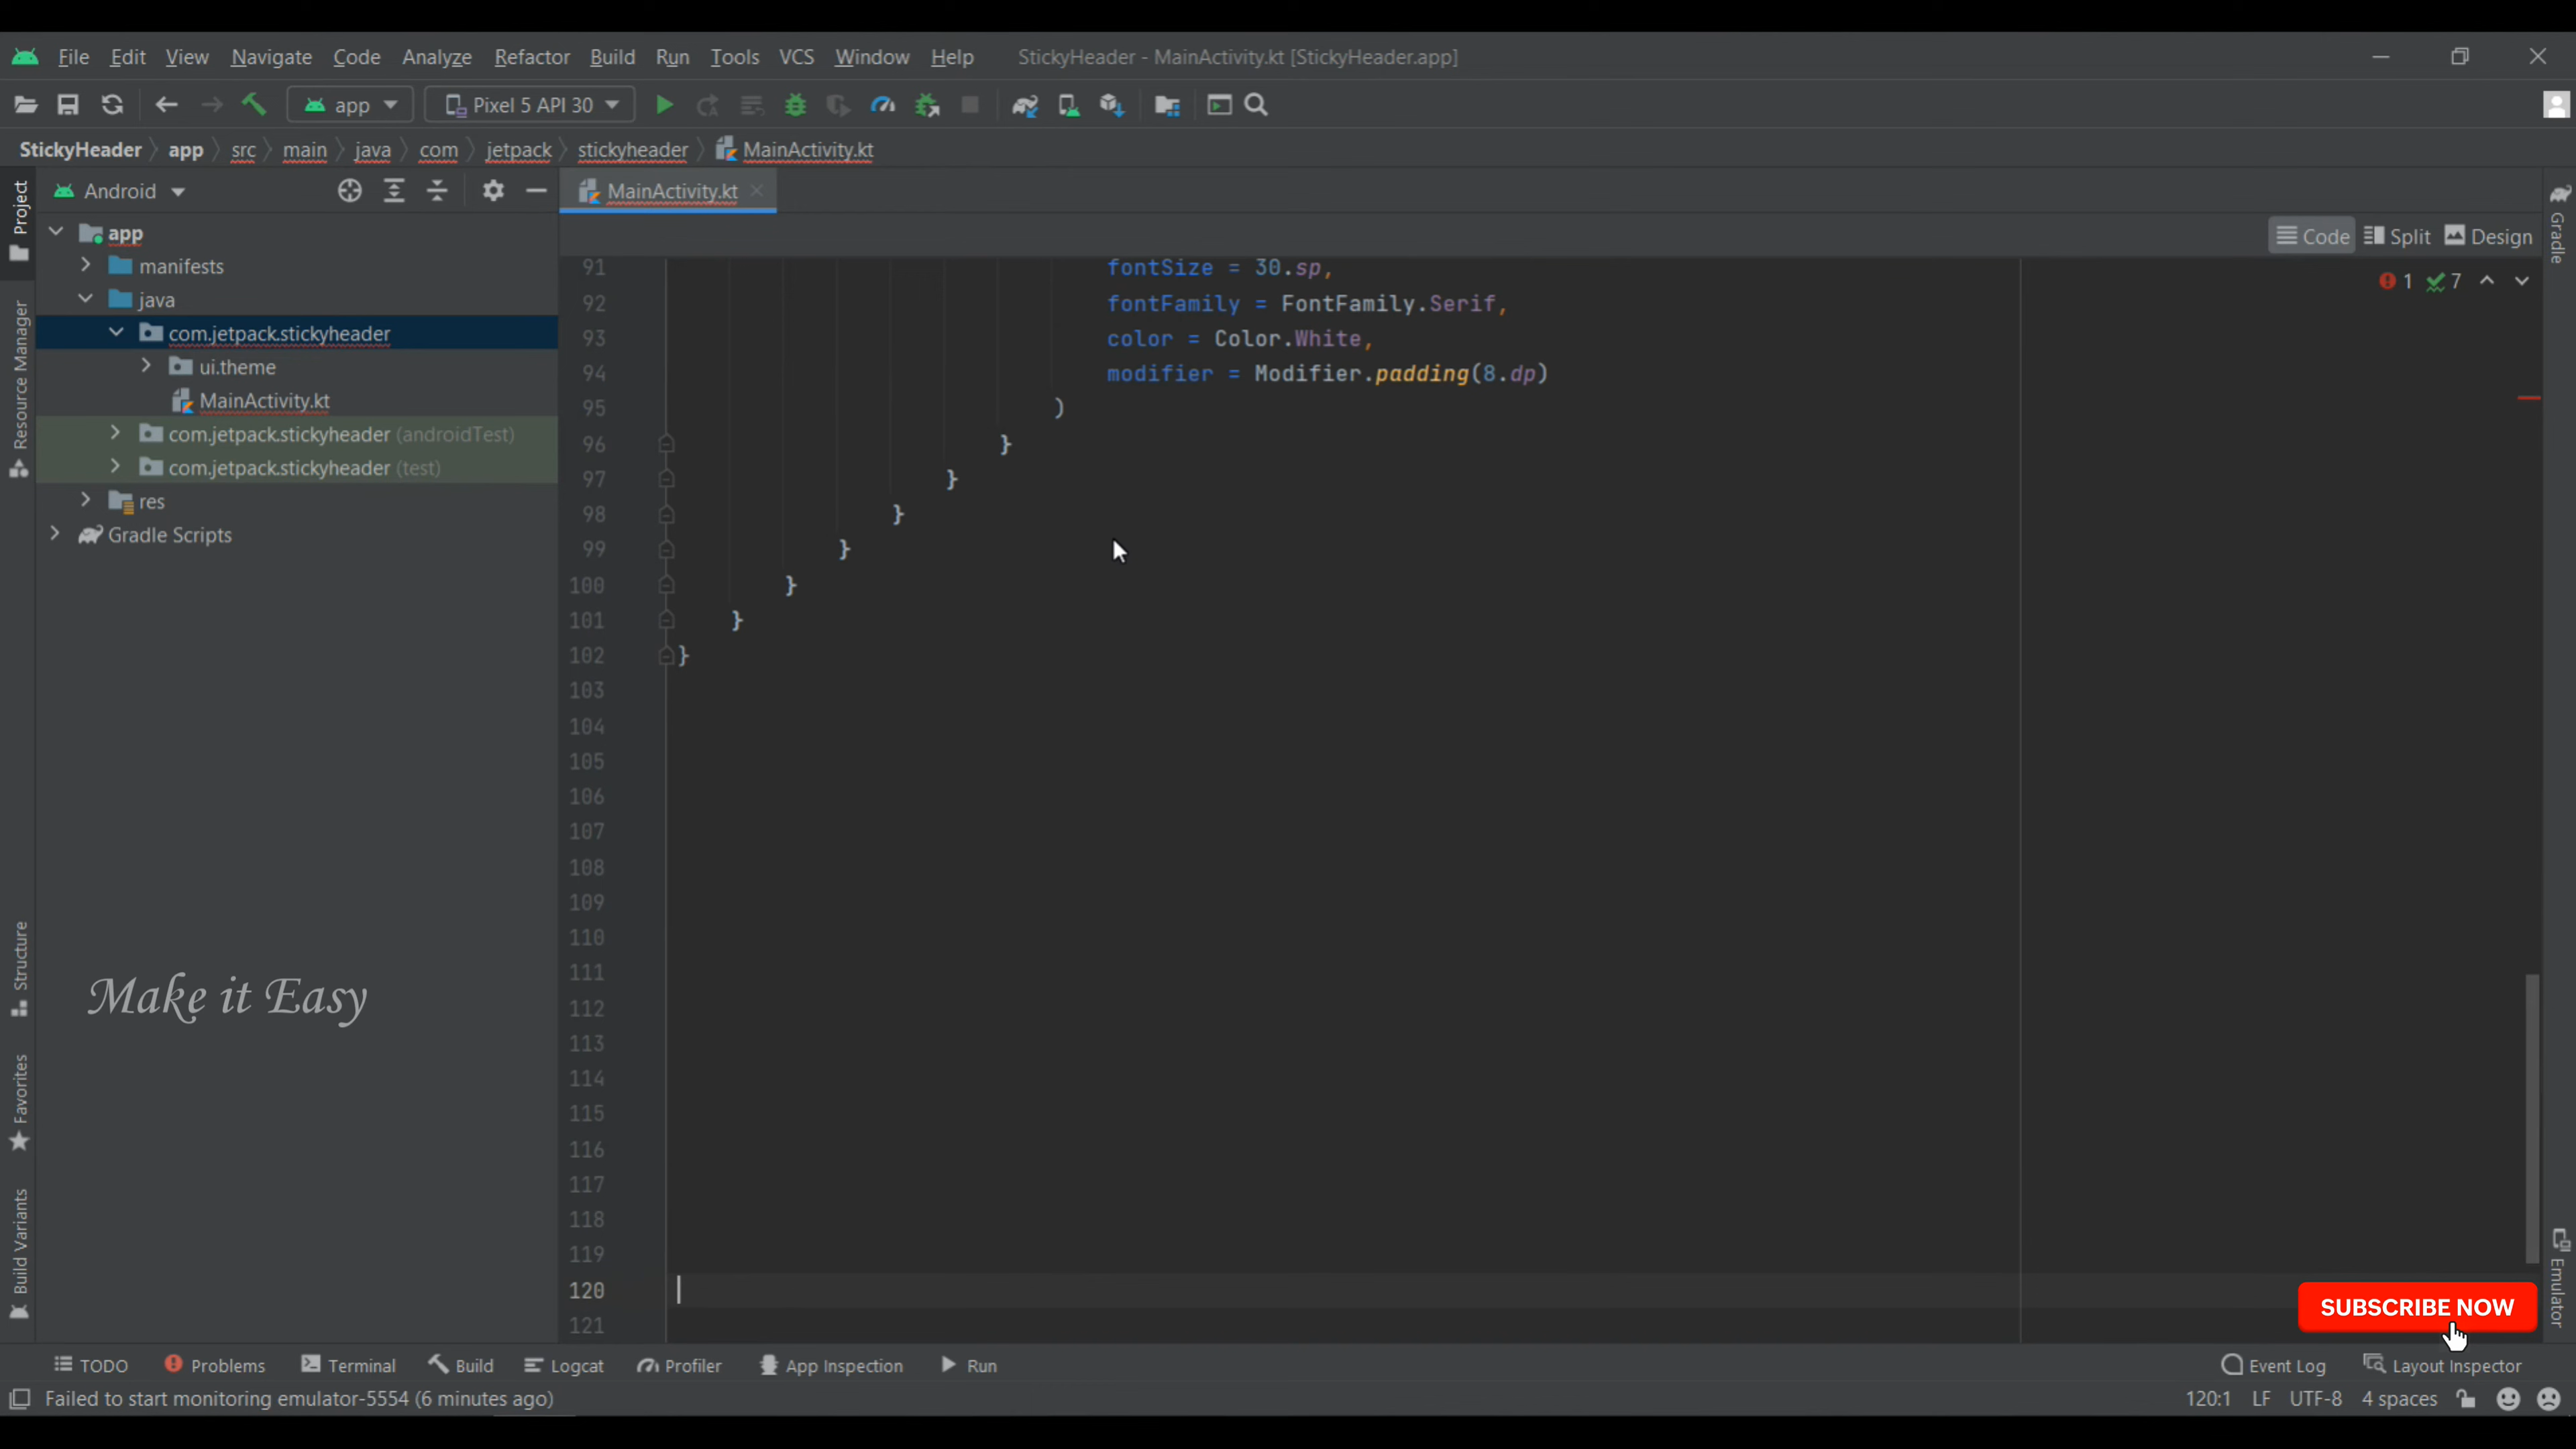 File Edit View Navigate Code Analyze Refactor Build Run Tools VCS Window Help StickyHeader - MainActivity.kt [StickyHeader.app]
app Pixel 5 API 30
StickyHeader app src main java com jetpack stickyheader MainActivity.kt
Android MainActivity.kt
Code Split Design
1 7
Project
Resource Manager
Structure
Favorites
Build Variants
app
manifests
java
com.jetpack.stickyheader
ui.theme
MainActivity.kt
com.jetpack.stickyheader (androidTest)
com.jetpack.stickyheader (test)
res
Gradle Scripts
Make it Easy
91 fontSize = 30.sp,
92 fontFamily = FontFamily.Serif,
93 color = Color.White,
94 modifier = Modifier.padding(8.dp)
95 )
96 }
97 }
98 }
99 }
100 }
101 }
102 }
103
104
105
106
107
108
109
110
111
112
113
114
115
116
117
118
119
120
121
Gradle
Emulator
SUBSCRIBE NOW
TODO Problems Terminal Build Logcat Profiler App Inspection Run Event Log Layout Inspector
Failed to start monitoring emulator-5554 (6 minutes ago) 120:1 LF UTF-8 4 spaces